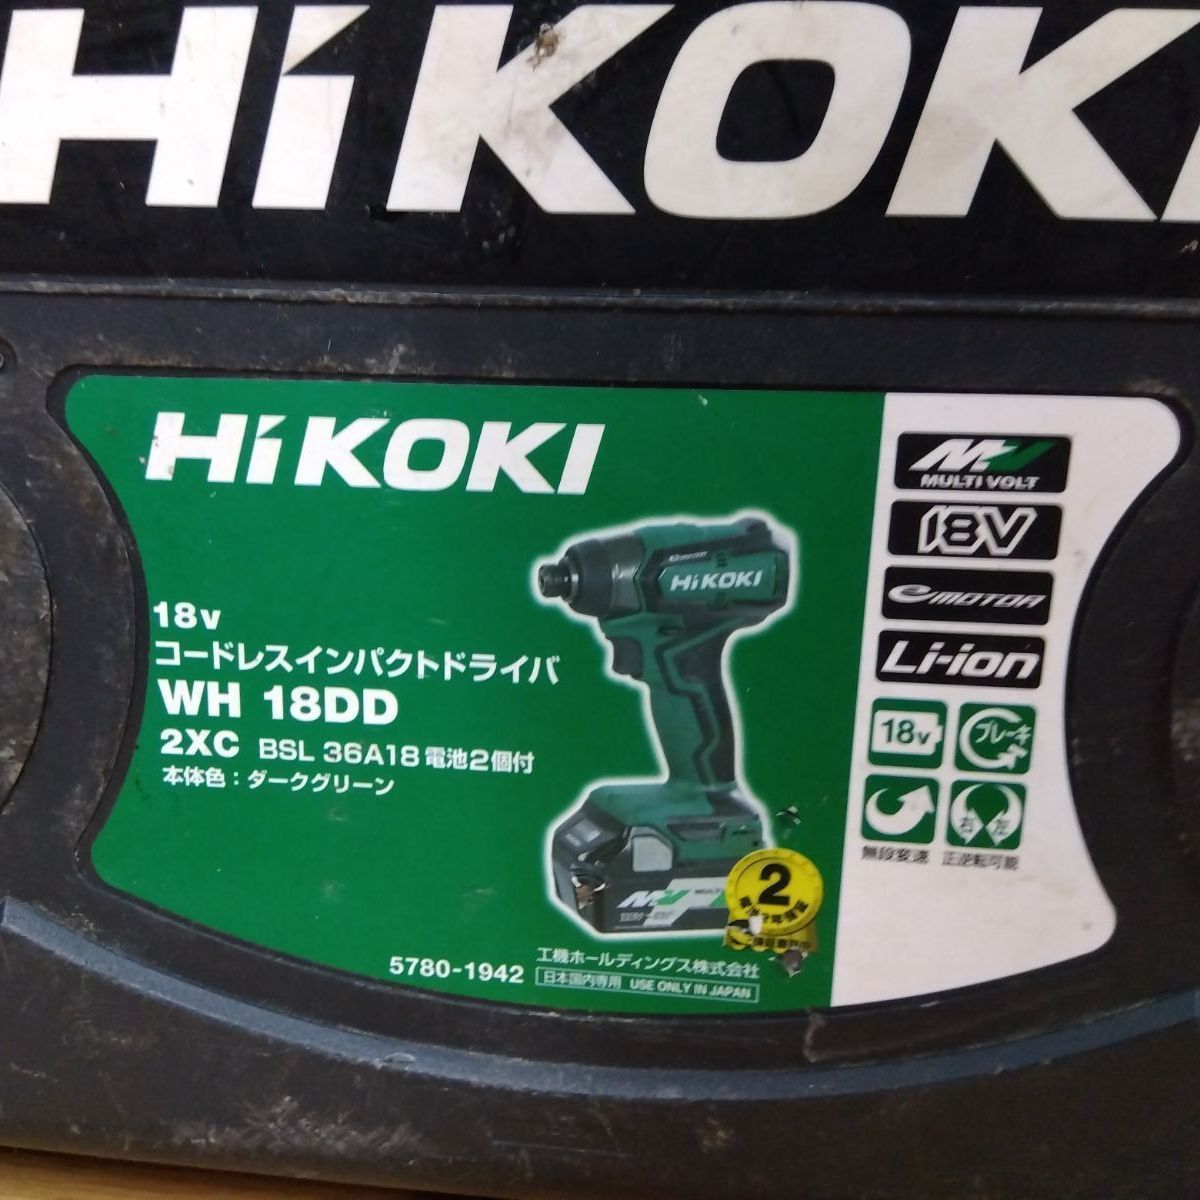 HiKOKI
HiKOKI
MULTI VOLT
18V
HiKOKI
18v
コードレスインパクトドライバ
e MOTOR
WH 18DD
Li-ion
2XC BSL 36A18 電池2個付
18v ブレーキ
本体色：ダークグリーン
右 左
無段変速 正逆転可能
2
5780-1942
工機ホールディングス株式会社
日本国内専用 USE ONLY IN JAPAN